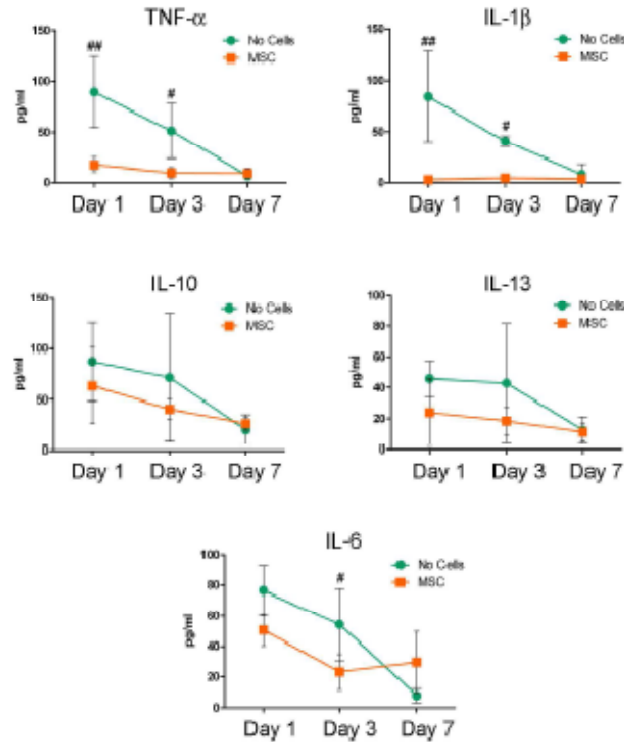 TNF-α
IL-1β
##
#
No Cells
MSC
##
#
No Cells
MSC
pg/ml
150
100
50
0
pg/ml
150
100
50
0
Day 1 Day 3 Day 7
Day 1 Day 3 Day 7
IL-10
IL-13
No Cells
MSC
No Cells
MSC
pg/ml
150
100
50
0
pg/ml
100
80
60
40
20
0
Day 1 Day 3 Day 7
Day 1 Day 3 Day 7
IL-6
#
No Cells
MSC
pg/ml
100
80
60
40
20
0
Day 1 Day 3 Day 7